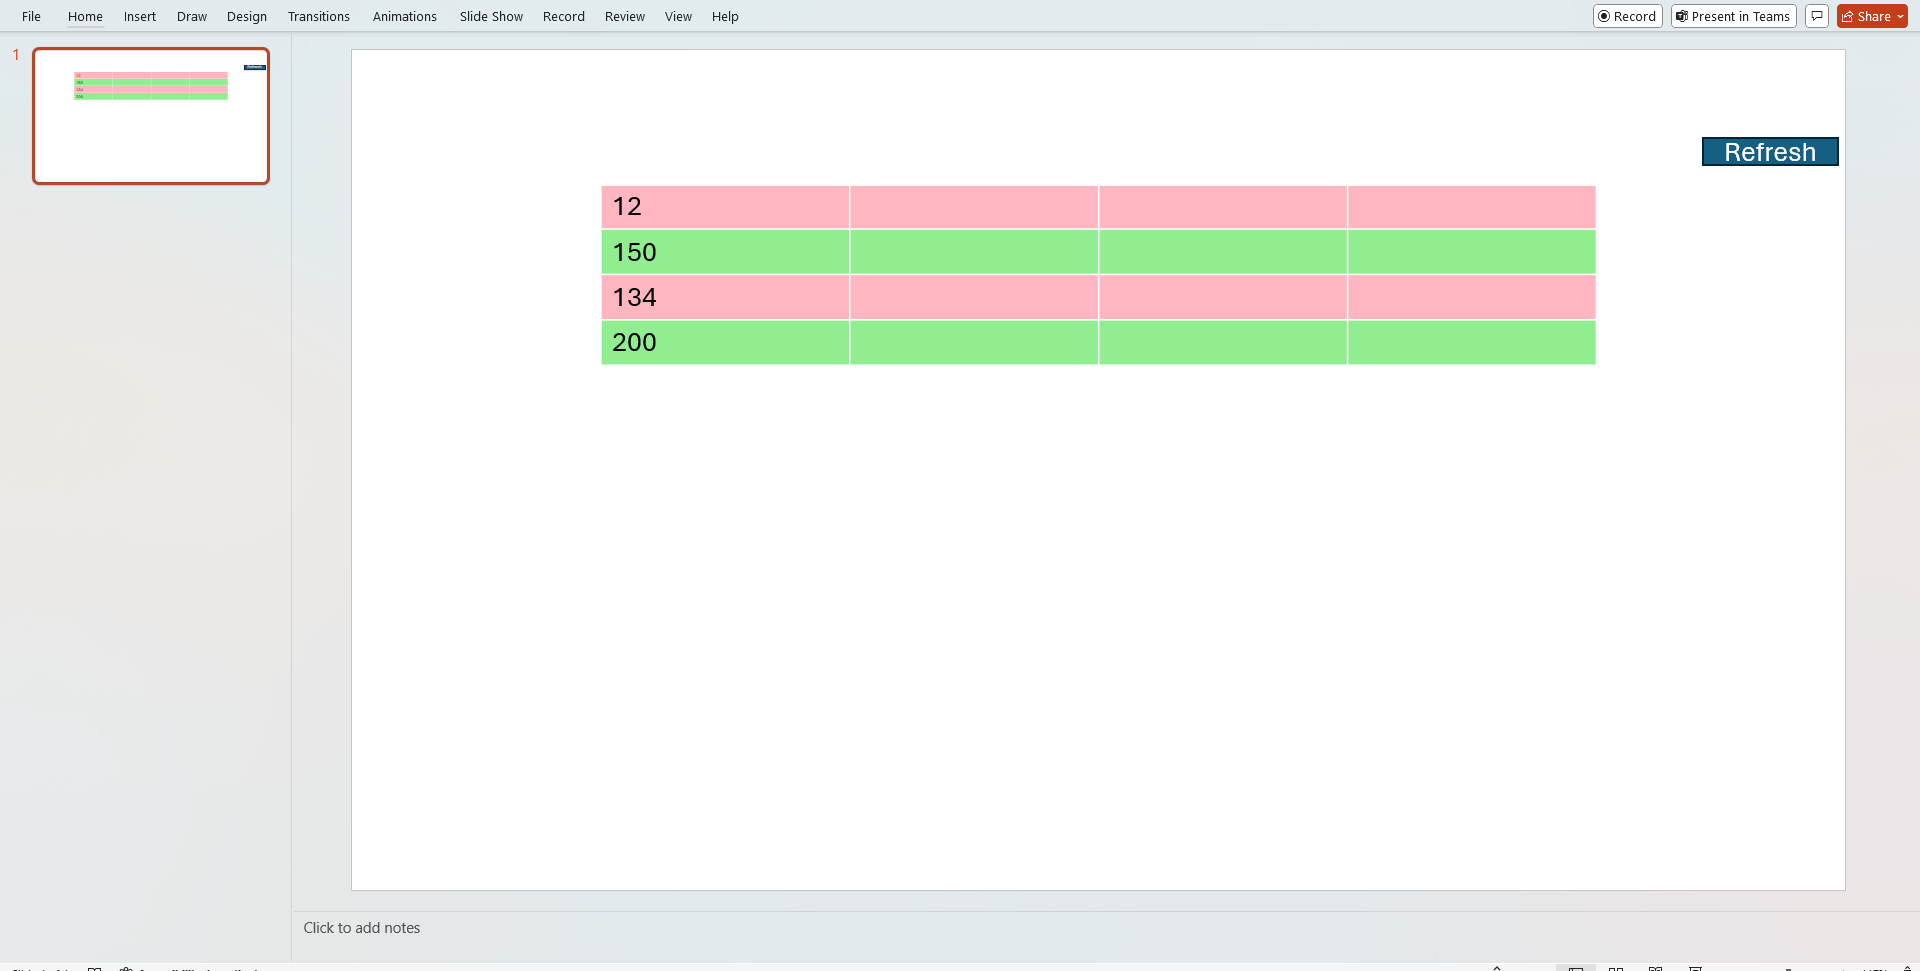 File Home Insert Draw Design Transitions Animations Slide Show Record Review View Help Record Present in Teams Share
1
Refresh
12
150
134
200
Click to add notes